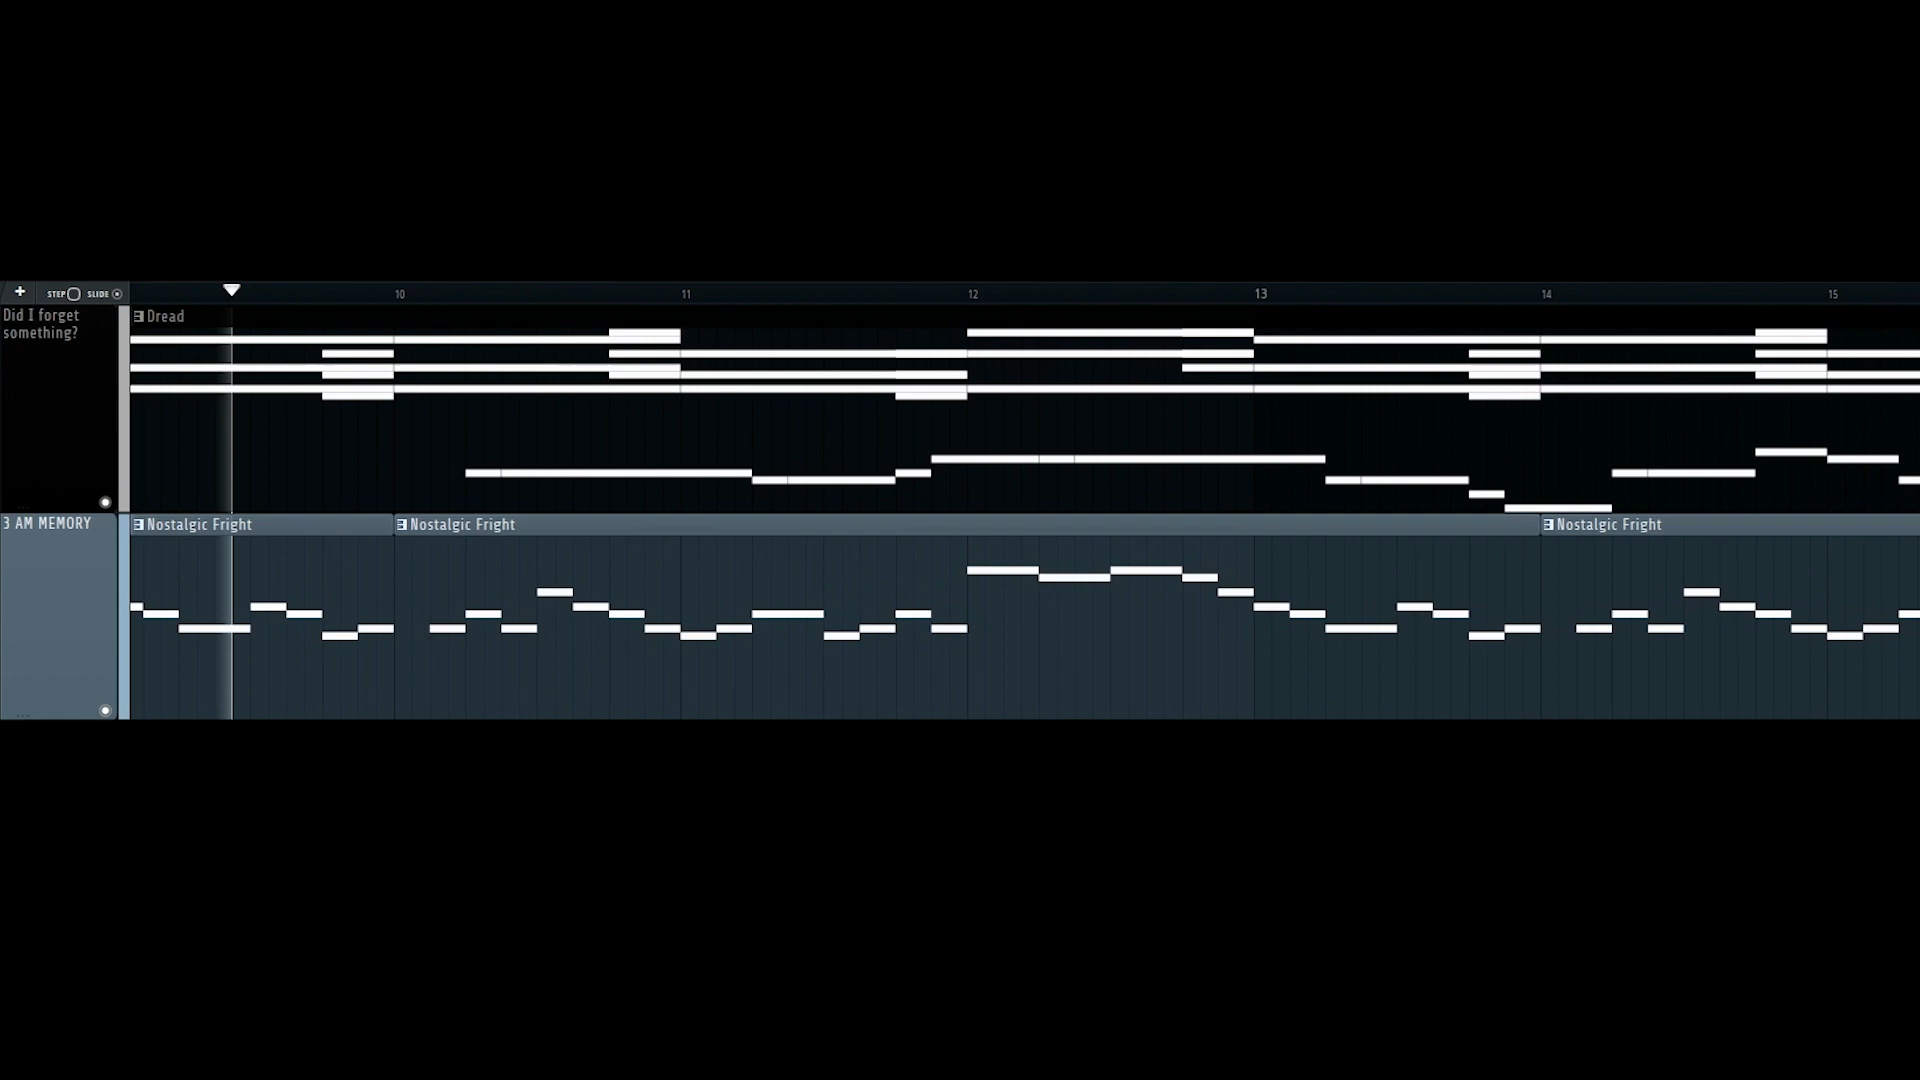 + STEP SLIDE
10 11 12 13 14 15
Did I forget
something?
Dread
3 AM MEMORY
Nostalgic Fright
Nostalgic Fright
Nostalgic Fright